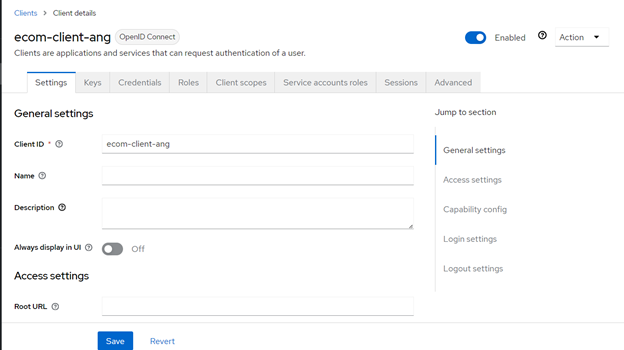 Clients > Client details
ecom-client-ang OpenID Connect Enabled Action
Clients are applications and services that can request authentication of a user.
Settings Keys Credentials Roles Client scopes Service accounts roles Sessions Advanced
General settings
Jump to section
Client ID * ecom-client-ang
General settings
Name
Access settings
Description
Capability config
Always display in UI Off
Login settings
Access settings
Logout settings
Root URL
Save Revert